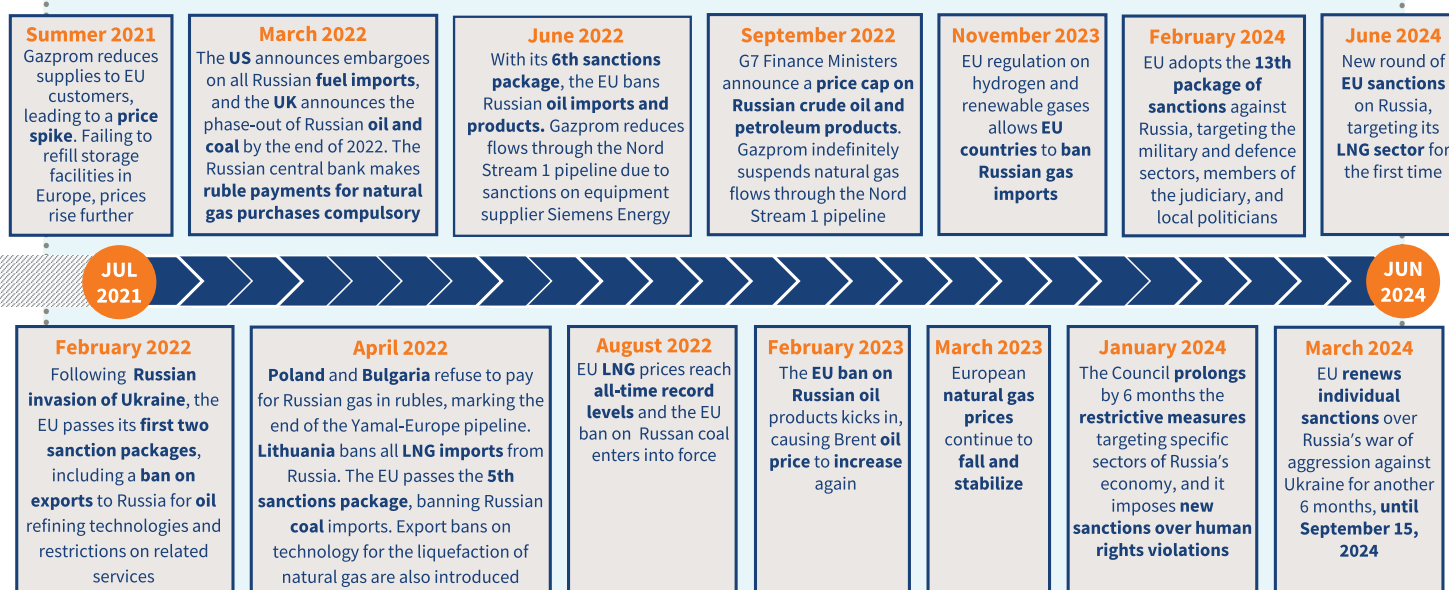 Summer 2021
Gazprom reduces
supplies to EU
customers,
leading to a price
spike. Failing to
refill storage
facilities in
Europe, prices
rise further
March 2022
The US announces embargoes
on all Russian fuel imports,
and the UK announces the
phase-out of Russian oil and
coal by the end of 2022. The
Russian central bank makes
ruble payments for natural
gas purchases compulsory
June 2022
With its 6th sanctions
package, the EU bans
Russian oil imports and
products. Gazprom reduces
flows through the Nord
Stream 1 pipeline due to
sanctions on equipment
supplier Siemens Energy
September 2022
G7 Finance Ministers
announce a price cap on
Russian crude oil and
petroleum products.
Gazprom indefinitely
suspends natural gas
flows through the Nord
Stream 1 pipeline
November 2023
EU regulation on
hydrogen and
renewable gases
allows EU
countries to ban
Russian gas
imports
February 2024
EU adopts the 13th
package of
sanctions against
Russia, targeting the
military and defence
sectors, members of
the judiciary, and
local politicians
June 2024
New round of
EU sanctions
on Russia,
targeting its
LNG sector for
the first time
JUL
2021
JUN
2024
February 2022
Following Russian
invasion of Ukraine, the
EU passes its first two
sanction packages,
including a ban on
exports to Russia for oil
refining technologies and
restrictions on related
services
April 2022
Poland and Bulgaria refuse to pay
for Russian gas in rubles, marking the
end of the Yamal-Europe pipeline.
Lithuania bans all LNG imports from
Russia. The EU passes the 5th
sanctions package, banning Russian
coal imports. Export bans on
technology for the liquefaction of
natural gas are also introduced
August 2022
EU LNG prices reach
all-time record
levels and the EU
ban on Russan coal
enters into force
February 2023
The EU ban on
Russian oil
products kicks in,
causing Brent oil
price to increase
again
March 2023
European
natural gas
prices
continue to
fall and
stabilize
January 2024
The Council prolongs
by 6 months the
restrictive measures
targeting specific
sectors of Russia's
economy, and it
imposes new
sanctions over human
rights violations
March 2024
EU renews
individual
sanctions over
Russia's war of
aggression against
Ukraine for another
6 months, until
September 15,
2024